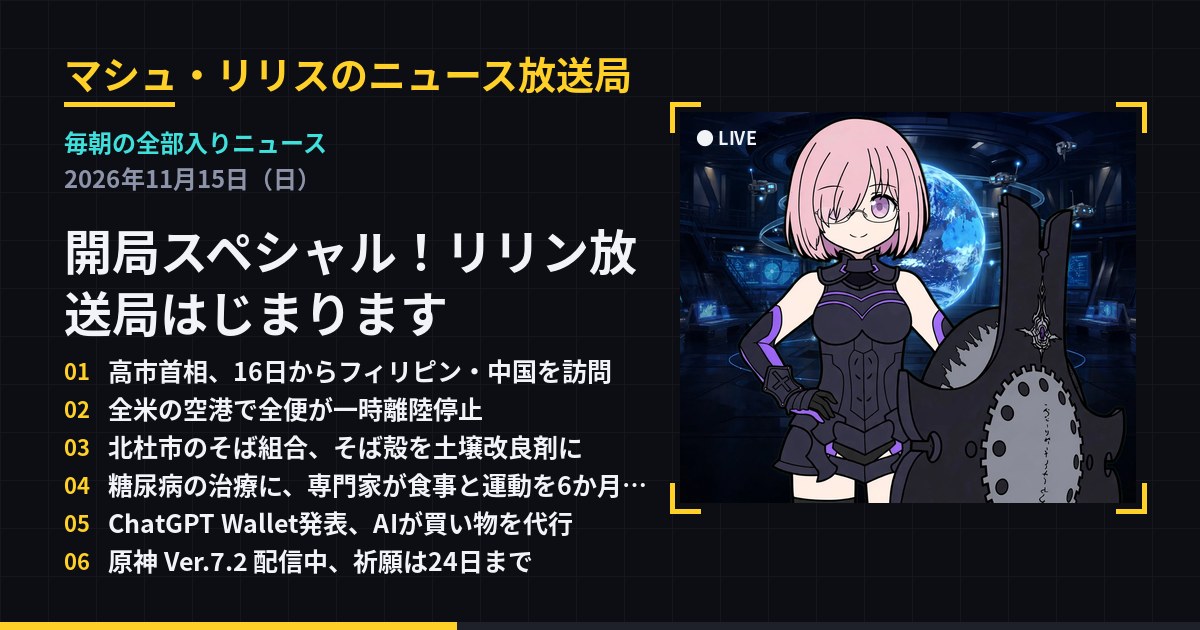 マシュ・リリスのニュース放送局
毎朝の全部入りニュース
2026年11月15日（日）
開局スペシャル！リリン放
送局はじまります
01 高市首相、16日からフィリピン・中国を訪問
02 全米の空港で全便が一時離陸停止
03 北杜市のそば組合、そば殻を土壌改良剤に
04 糖尿病の治療に、専門家が食事と運動を6か月…
05 ChatGPT Wallet発表、AIが買い物を代行
06 原神 Ver.7.2 配信中、祈願は24日まで
LIVE